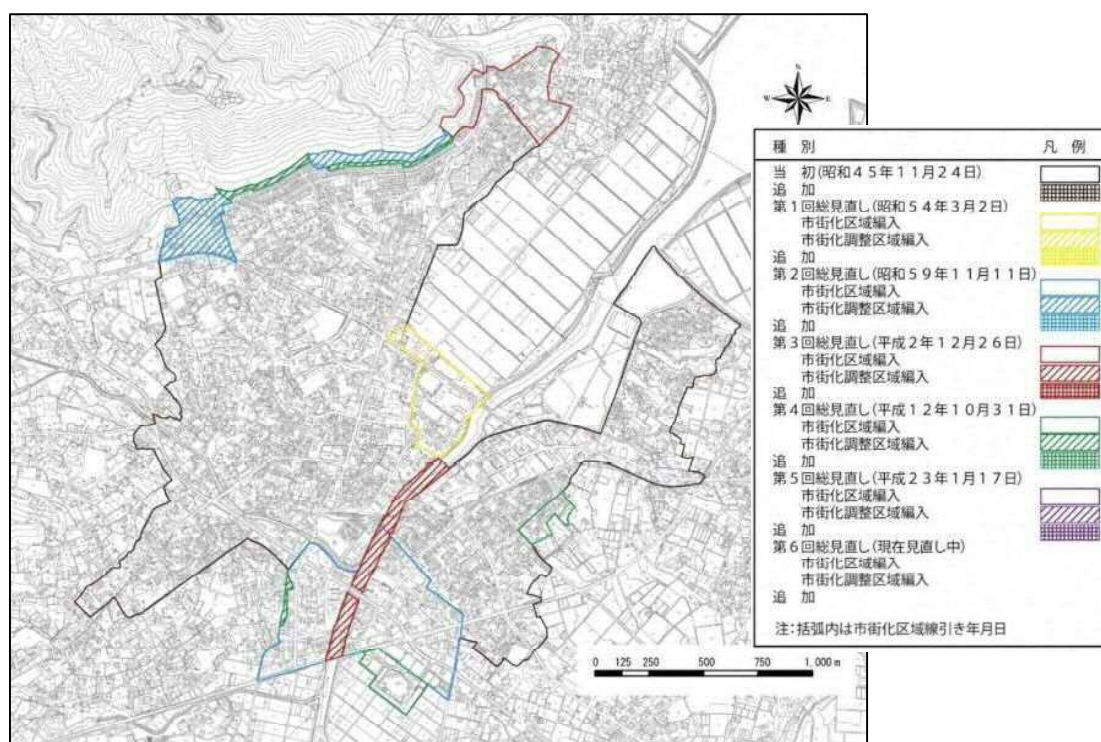 N
W
E
種 別 凡 例
当 初(昭和45年11月24日)
追 加
第1回総見直し(昭和54年3月2日)
市街化区域編入
市街化調整区域編入
追 加
第2回総見直し(昭和59年11月11日)
市街化区域編入
市街化調整区域編入
追 加
第3回総見直し(平成2年12月26日)
市街化区域編入
市街化調整区域編入
追 加
第4回総見直し(平成12年10月31日)
市街化区域編入
市街化調整区域編入
追 加
第5回総見直し(平成23年1月17日)
市街化区域編入
市街化調整区域編入
追 加
第6回総見直し(現在見直し中)
市街化区域編入
市街化調整区域編入
追 加
注:括弧内は市街化区域線引き年月日
0 125 250 500 750 1,000 m